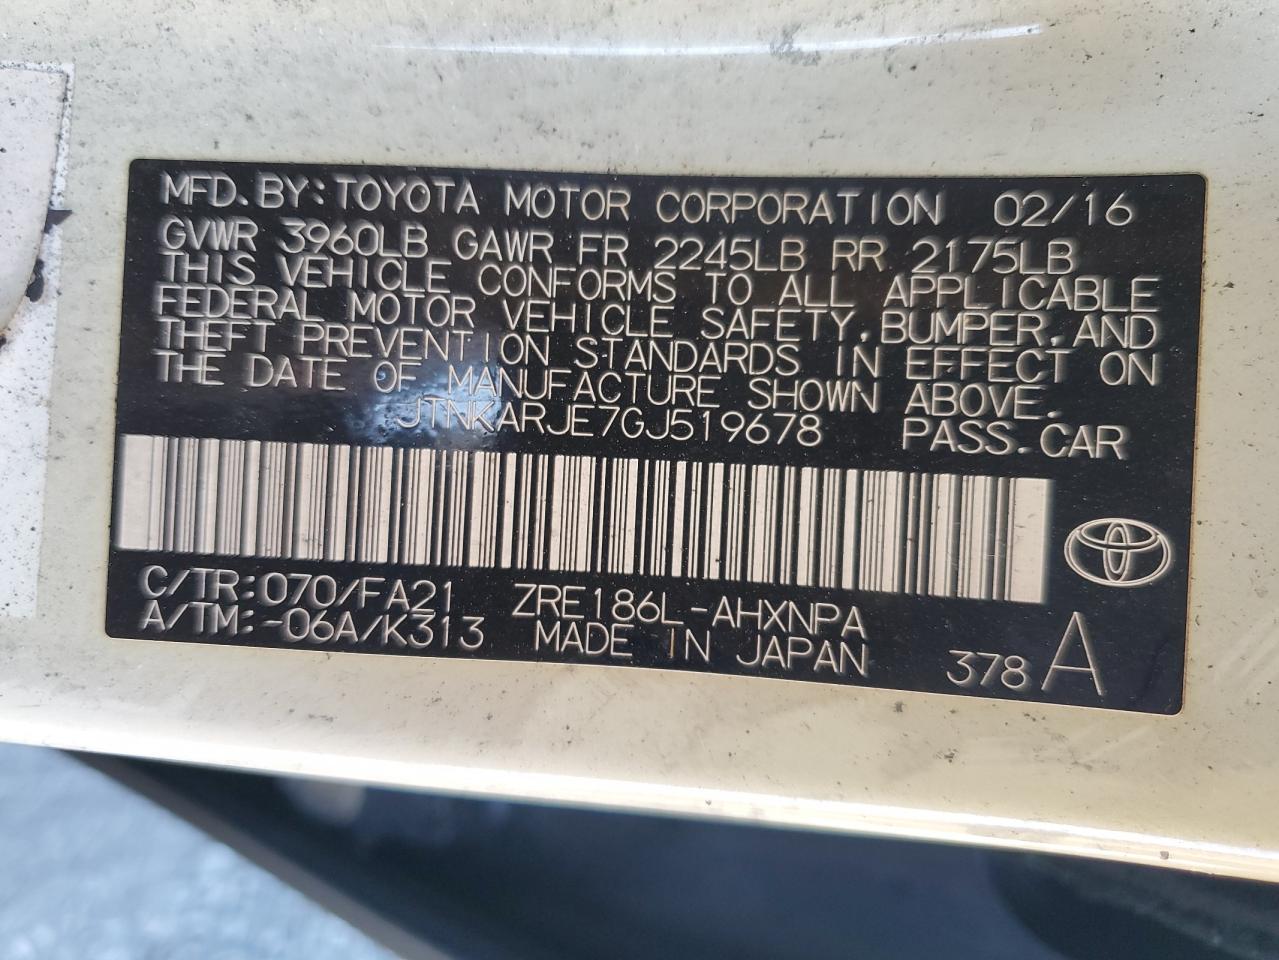 MFD.BY:TOYOTA MOTOR CORPORATION 02/16
GVWR 3960LB GAWR FR 2245LB RR 2175LB
THIS VEHICLE CONFORMS TO ALL APPLICABLE
FEDERAL MOTOR VEHICLE SAFETY,BUMPER,AND
THEFT PREVENTION STANDARDS IN EFFECT ON
THE DATE OF MANUFACTURE SHOWN ABOVE.
JTNKARJE7GJ519678 PASS.CAR
C/TR:070/FA21 ZRE186L-AHXNPA
A/TM:-06A/K313 MADE IN JAPAN 378 A